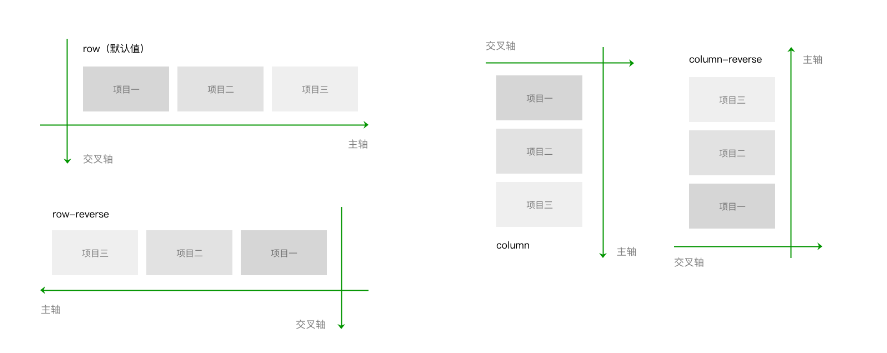 row（默认值）
项目一
项目二
项目三
主轴
交叉轴
row-reverse
项目三
项目二
项目一
主轴
交叉轴
交叉轴
项目一
项目二
项目三
column
主轴
column-reverse
主轴
项目三
项目二
项目一
交叉轴